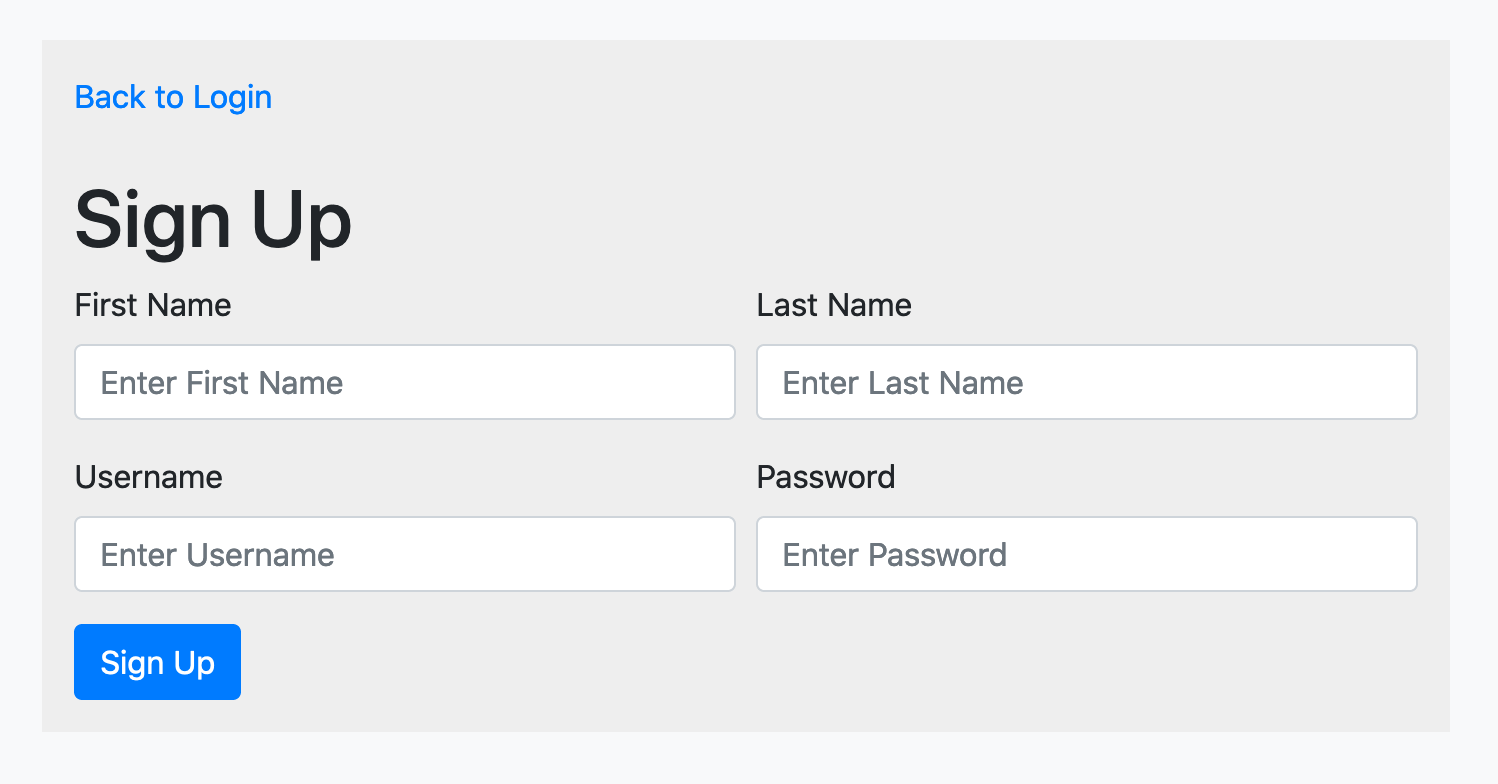 Back to Login
Sign Up
First Name
Last Name
Enter First Name
Enter Last Name
Username
Password
Enter Username
Enter Password
Sign Up